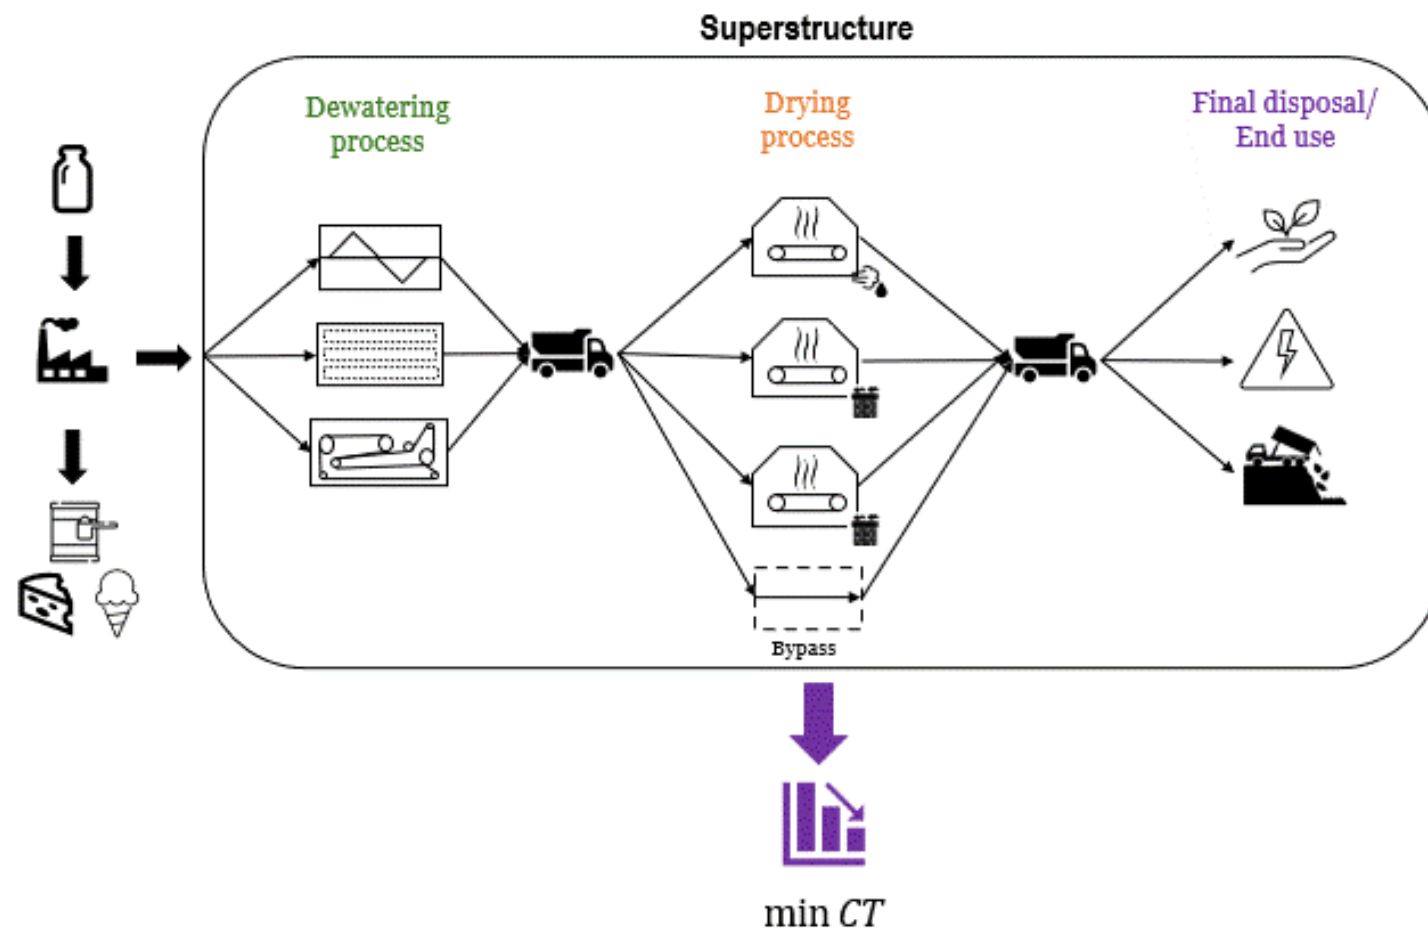 Superstructure
Dewatering
process
Drying
process
Final disposal/
End use
Bypass
min CT